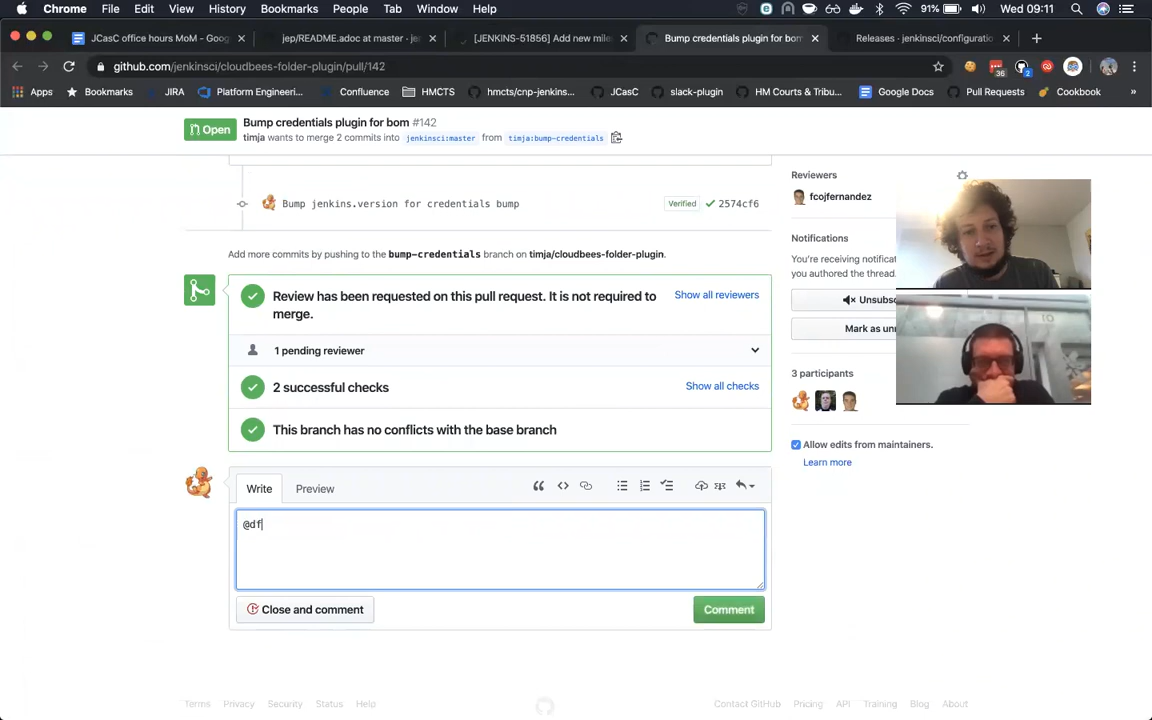 Chrome File Edit View History Bookmarks People Tab Window Help 91% Wed 09:11
JCasC office hours MoM - Goog
jep/README.adoc at master · je
[JENKINS-51856] Add new mile
Bump credentials plugin for bom
Releases · jenkinsci/configuratio
github.com/jenkinsci/cloudbees-folder-plugin/pull/142
36
2
Apps Bookmarks JIRA Platform Engineeri... Confluence HMCTS hmcts/cnp-jenkins... JCasC slack-plugin HM Courts & Tribu... Google Docs Pull Requests Cookbook »
Open
Bump credentials plugin for bom #142
timja wants to merge 2 commits into jenkinsci:master from timja:bump-credentials
Bump jenkins.version for credentials bump Verified 2574cf6
Add more commits by pushing to the bump-credentials branch on timja/cloudbees-folder-plugin.
Review has been requested on this pull request. It is not required to
merge.
Show all reviewers
1 pending reviewer
2 successful checks
Show all checks
This branch has no conflicts with the base branch
Write Preview
@df
Close and comment
Comment
Reviewers
fcojfernandez
Notifications
You're receiving notificat
you authored the thread.
Unsubsc
Mark as unr
3 participants
Allow edits from maintainers.
Learn more
Terms Privacy Security Status Help
Contact GitHub Pricing API Training Blog About